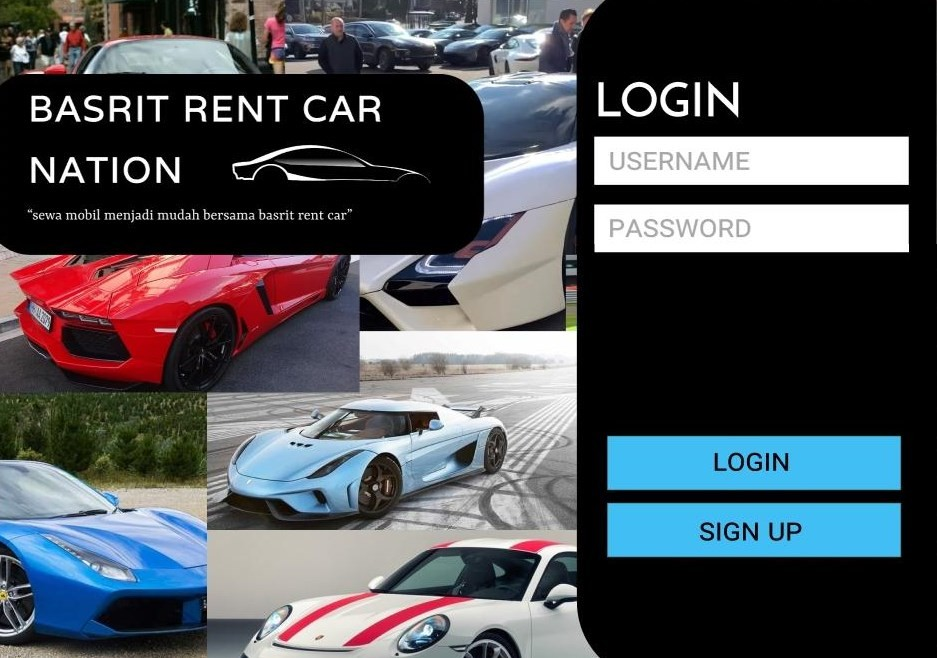 BASRIT RENT CAR
NATION
“sewa mobil menjadi mudah bersama basrit rent car”
LOGIN
USERNAME
PASSWORD
LOGIN
SIGN UP